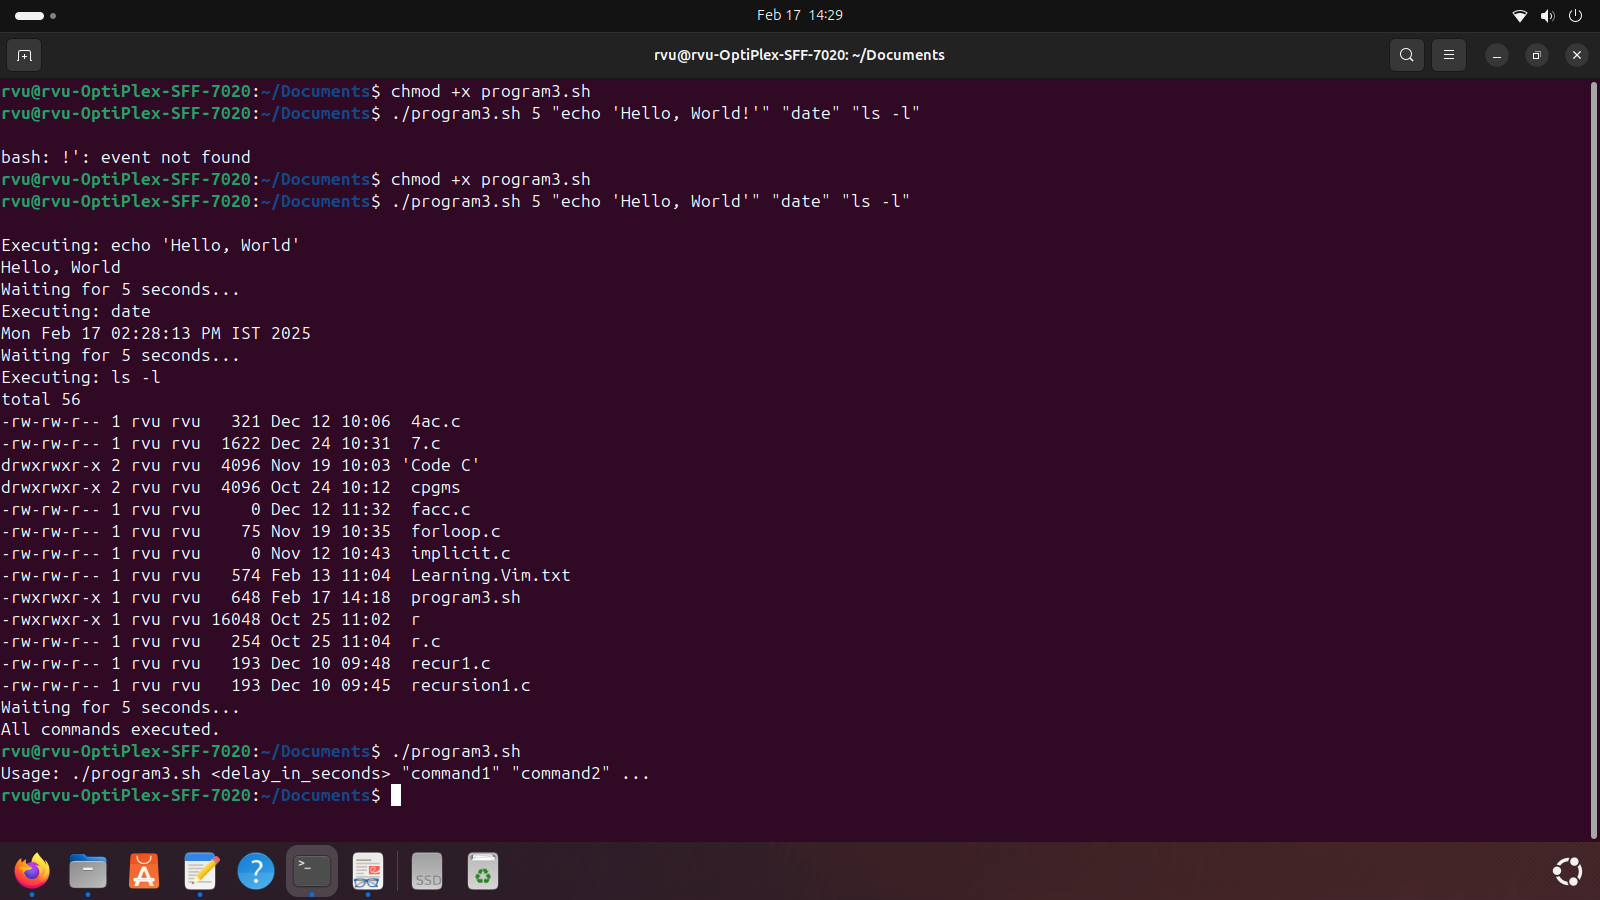 Feb 17 14:29
rvu@rvu-OptiPlex-SFF-7020: ~/Documents
rvu@rvu-OptiPlex-SFF-7020:~/Documents$ chmod +x program3.sh
rvu@rvu-OptiPlex-SFF-7020:~/Documents$ ./program3.sh 5 "echo 'Hello, World!'" "date" "ls -l"
bash: !': event not found
rvu@rvu-OptiPlex-SFF-7020:~/Documents$ chmod +x program3.sh
rvu@rvu-OptiPlex-SFF-7020:~/Documents$ ./program3.sh 5 "echo 'Hello, World'" "date" "ls -l"
Executing: echo 'Hello, World'
Hello, World
Waiting for 5 seconds...
Executing: date
Mon Feb 17 02:28:13 PM IST 2025
Waiting for 5 seconds...
Executing: ls -l
total 56
-rw-rw-r-- 1 rvu rvu   321 Dec 12 10:06  4ac.c
-rw-rw-r-- 1 rvu rvu  1622 Dec 24 10:31  7.c
drwxrwxr-x 2 rvu rvu  4096 Nov 19 10:03 'Code C'
drwxrwxr-x 2 rvu rvu  4096 Oct 24 10:12  cpgms
-rw-rw-r-- 1 rvu rvu     0 Dec 12 11:32  facc.c
-rw-rw-r-- 1 rvu rvu    75 Nov 19 10:35  forloop.c
-rw-rw-r-- 1 rvu rvu     0 Nov 12 10:43  implicit.c
-rw-rw-r-- 1 rvu rvu   574 Feb 13 11:04  Learning.Vim.txt
-rwxrwxr-x 1 rvu rvu   648 Feb 17 14:18  program3.sh
-rwxrwxr-x 1 rvu rvu 16048 Oct 25 11:02  r
-rw-rw-r-- 1 rvu rvu   254 Oct 25 11:04  r.c
-rw-rw-r-- 1 rvu rvu   193 Dec 10 09:48  recur1.c
-rw-rw-r-- 1 rvu rvu   193 Dec 10 09:45  recursion1.c
Waiting for 5 seconds...
All commands executed.
rvu@rvu-OptiPlex-SFF-7020:~/Documents$ ./program3.sh
Usage: ./program3.sh <delay_in_seconds> "command1" "command2" ...
rvu@rvu-OptiPlex-SFF-7020:~/Documents$
SSD